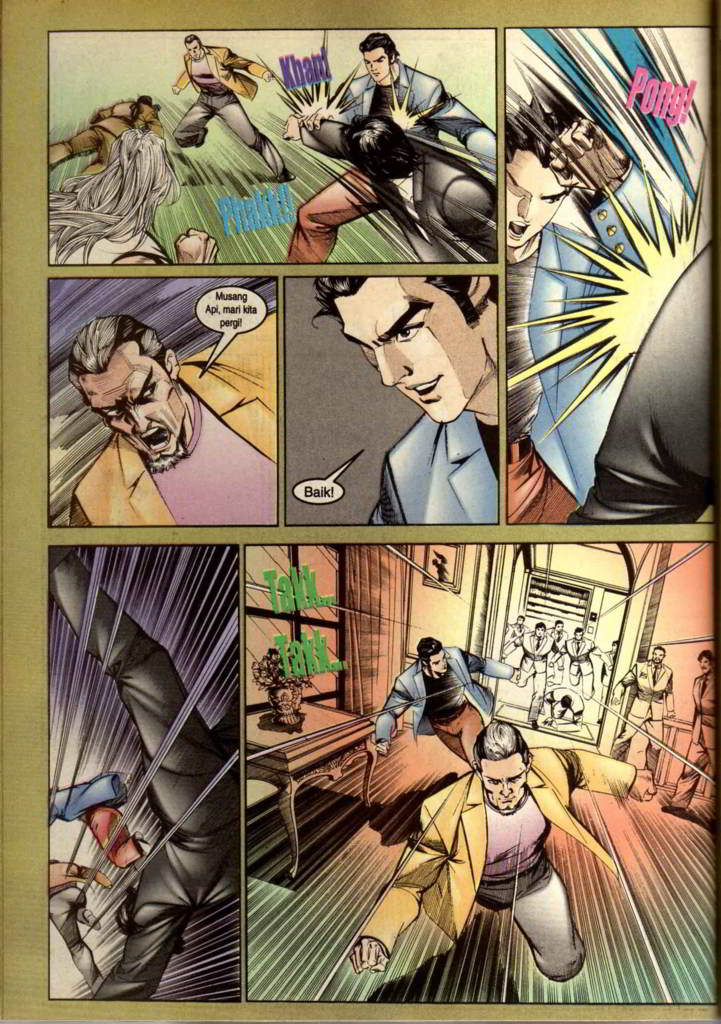 Khan!
Phakk!!
Pong!
Musang
Api, mari kita
pergi!
Baik!
Takk...
Takk...